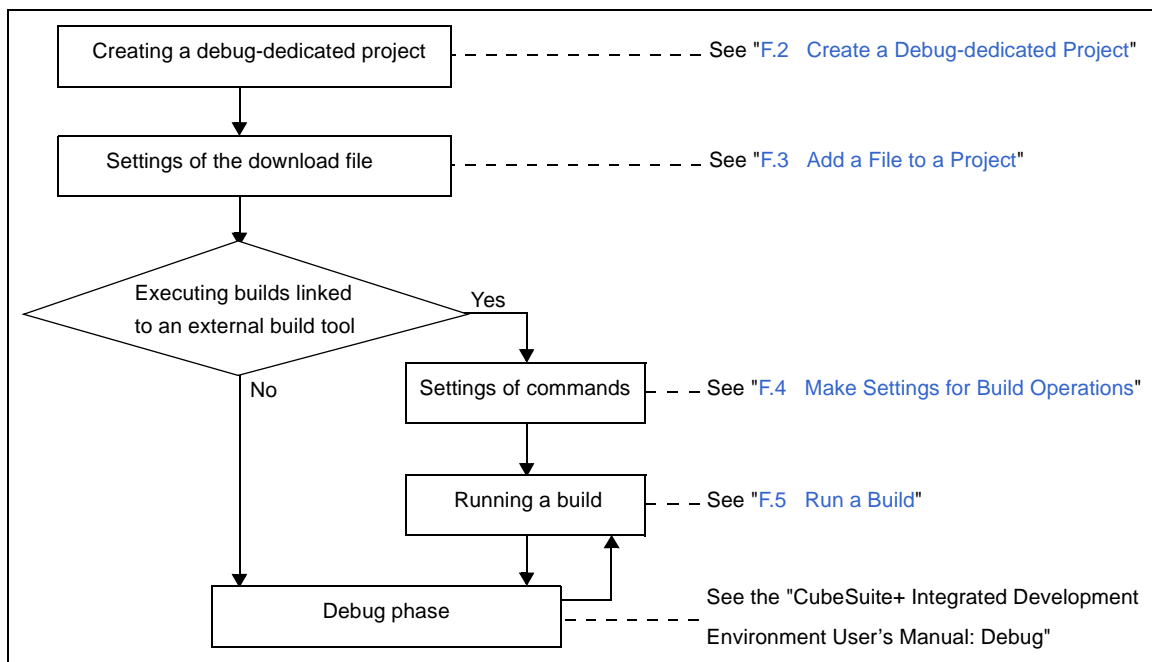 Creating a debug-dedicated project
See "F.2 Create a Debug-dedicated Project"
Settings of the download file
See "F.3 Add a File to a Project"
Executing builds linked
to an external build tool
Yes
No
Settings of commands
See "F.4 Make Settings for Build Operations"
Running a build
See "F.5 Run a Build"
Debug phase
See the "CubeSuite+ Integrated Development
Environment User's Manual: Debug"